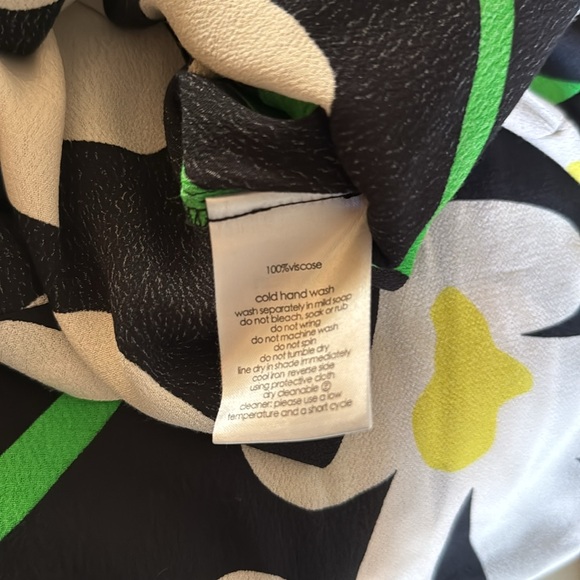 100%viscose
cold hand wash
wash separately in mild soap
do not bleach, soak or rub
do not wring
do not machine wash
do not spin
do not tumble dry
line dry in shade immediately
cool iron reverse side
using protective cloth
dry cleanable Ⓟ
cleaner: please use a low
temperature and a short cycle